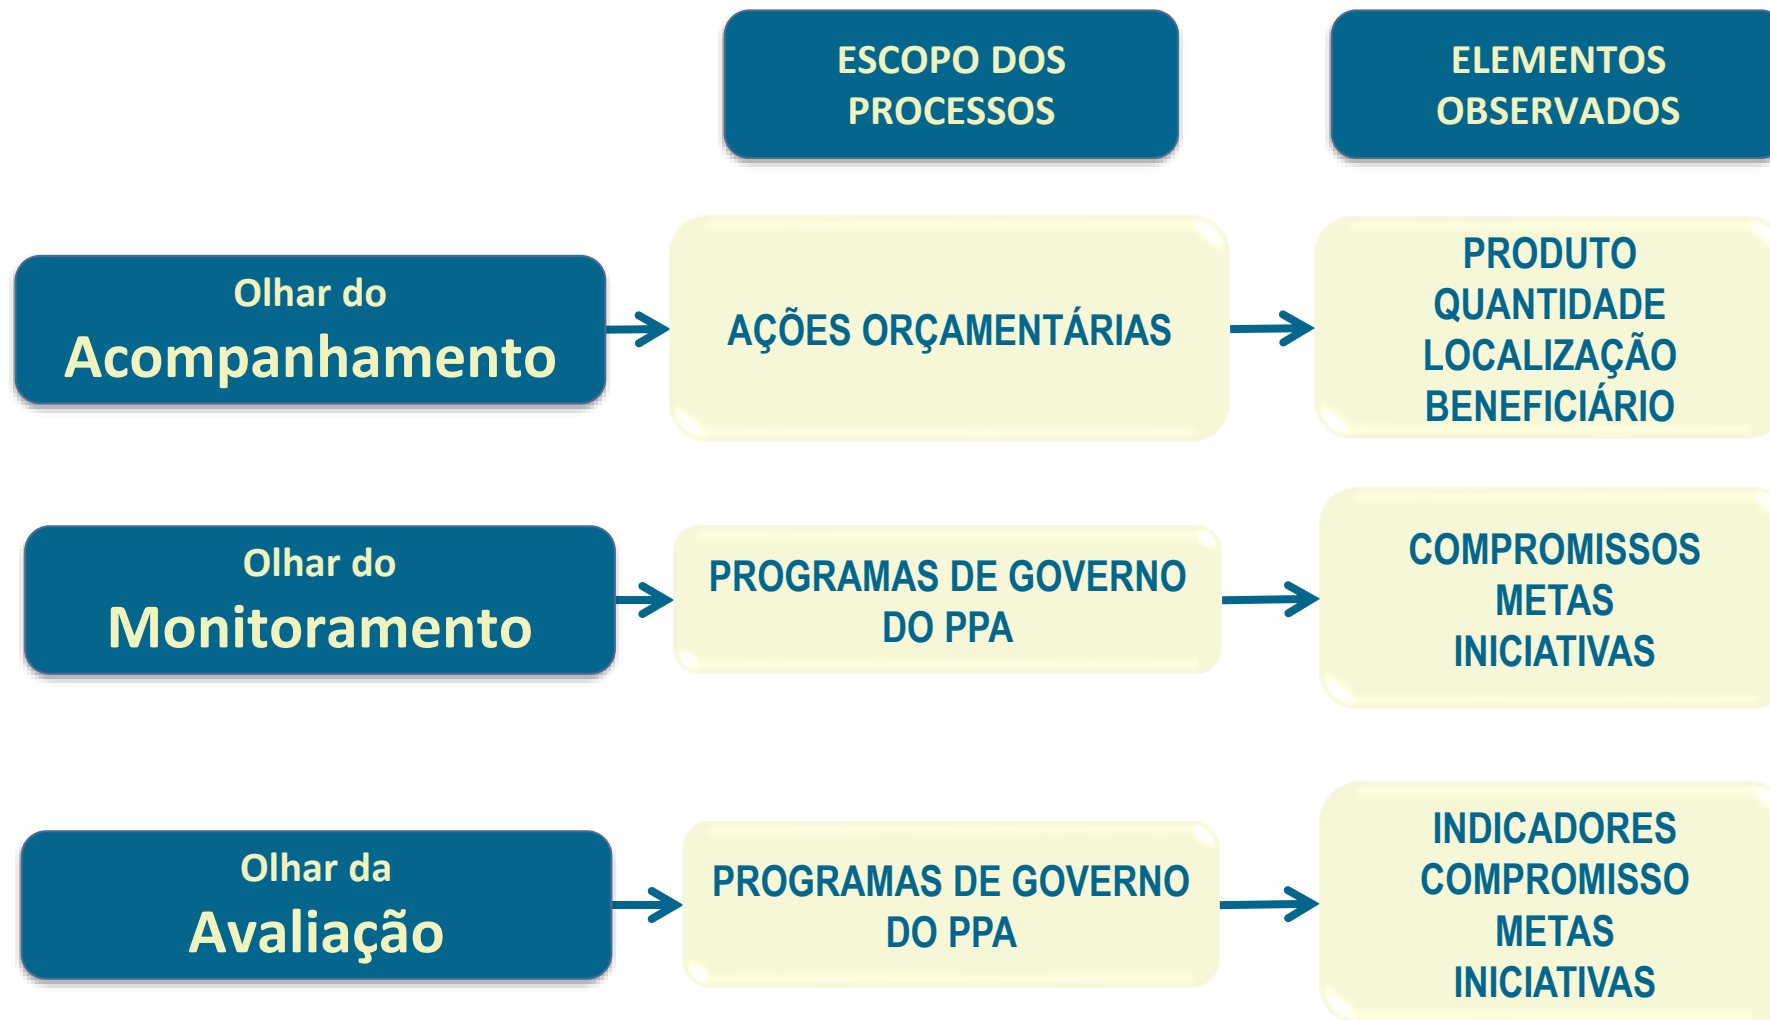 ESCOPO DOS
PROCESSOS
ELEMENTOS
OBSERVADOS
Olhar do
Acompanhamento
AÇÕES ORÇAMENTÁRIAS
PRODUTO
QUANTIDADE
LOCALIZAÇÃO
BENEFICIÁRIO
Olhar do
Monitoramento
PROGRAMAS DE GOVERNO
DO PPA
COMPROMISSOS
METAS
INICIATIVAS
Olhar da
Avaliação
PROGRAMAS DE GOVERNO
DO PPA
INDICADORES
COMPROMISSO
METAS
INICIATIVAS